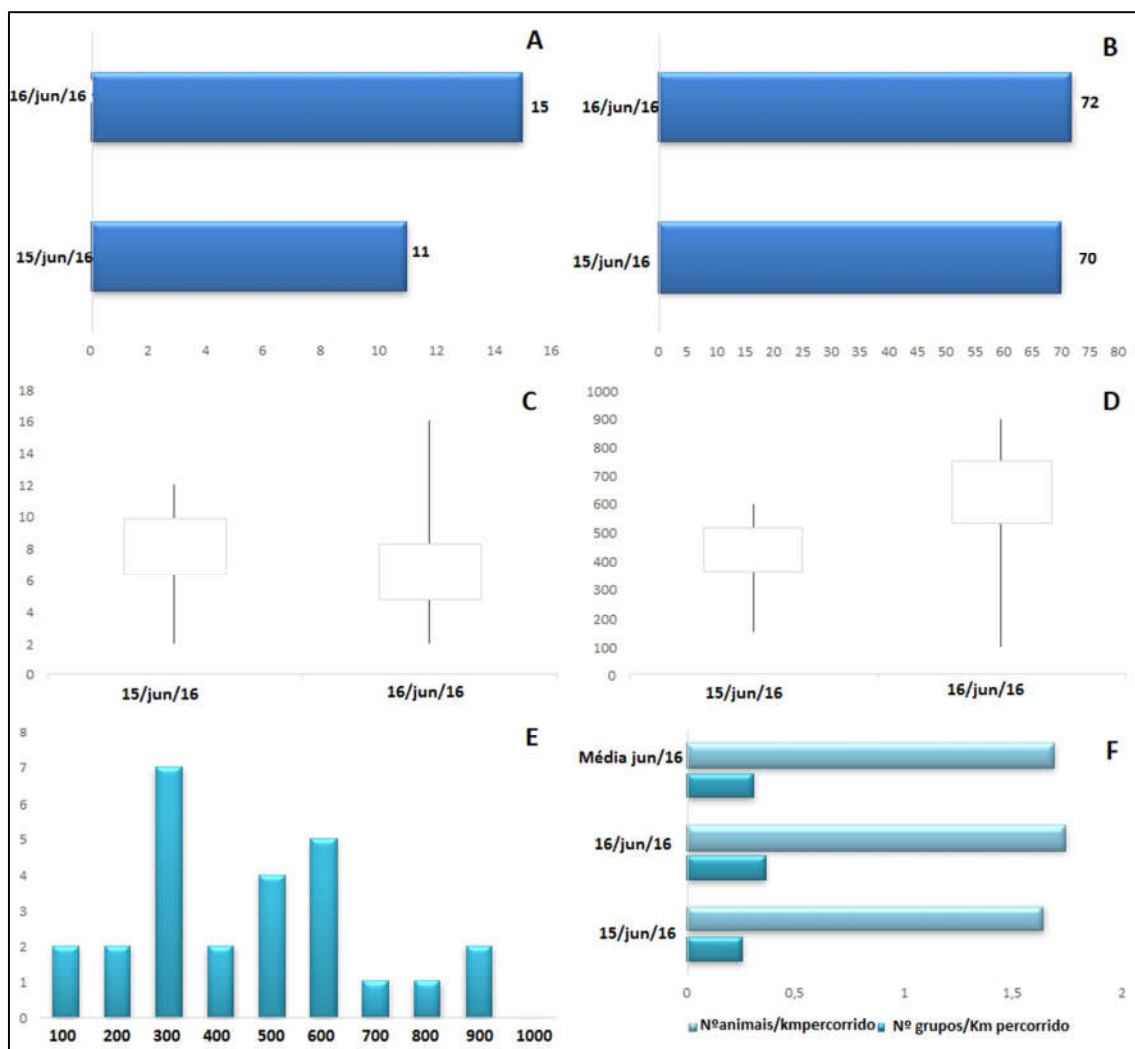 A
16/jun/16
15
15/jun/16
11
0 2 4 6 8 10 12 14 16
B
16/jun/16
72
15/jun/16
70
0 5 10 15 20 25 30 35 40 45 50 55 60 65 70 75 80
C
18
16
14
12
10
8
6
4
2
0
15/jun/16 16/jun/16
D
1000
900
800
700
600
500
400
300
200
100
0
15/jun/16 16/jun/16
E
8
7
6
5
4
3
2
1
0
100 200 300 400 500 600 700 800 900 1000
F
Média jun/16
16/jun/16
15/jun/16
0 0,5 1 1,5 2
Nºanimais/kmpercorrido Nº grupos/Km percorrido